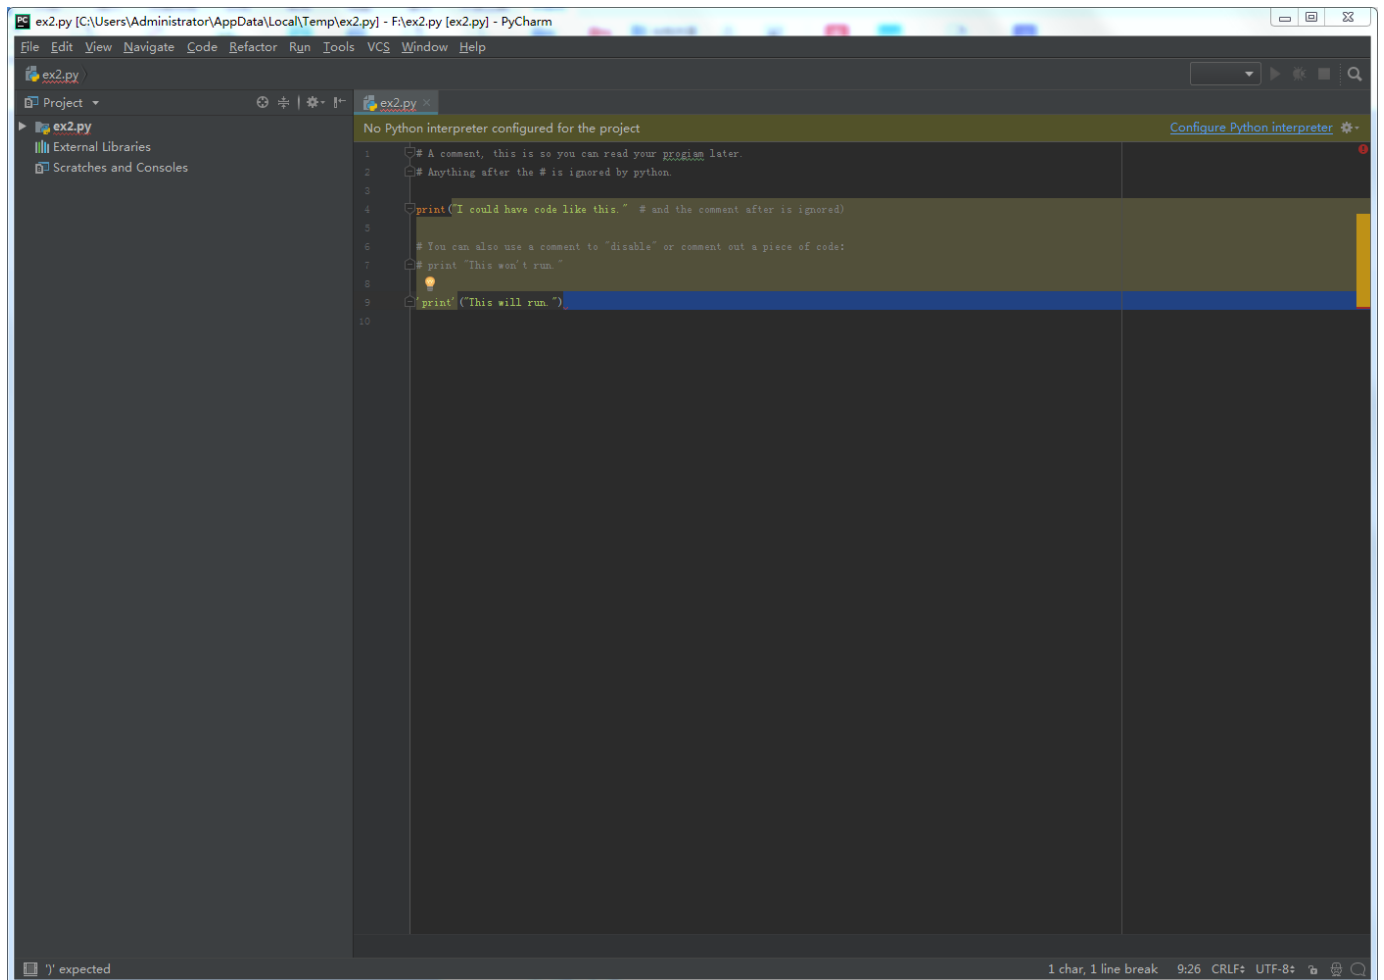 PC ex2.py [C:\Users\Administrator\AppData\Local\Temp\ex2.py] - F:\ex2.py [ex2.py] - PyCharm
File Edit View Navigate Code Refactor Run Tools VCS Window Help
ex2.py
Project
ex2.py
ex2.py
External Libraries
Scratches and Consoles
No Python interpreter configured for the project
Configure Python interpreter
1 # A comment, this is so you can read your progiam later.
2 # Anything after the # is ignored by python.
3
4 print("I could have code like this." # and the comment after is ignored)
5
6 # You can also use a comment to "disable" or comment out a piece of code:
7 # print "This won't run."
8
9 'print'("This will run.")
10
')' expected
1 char, 1 line break 9:26 CRLF UTF-8